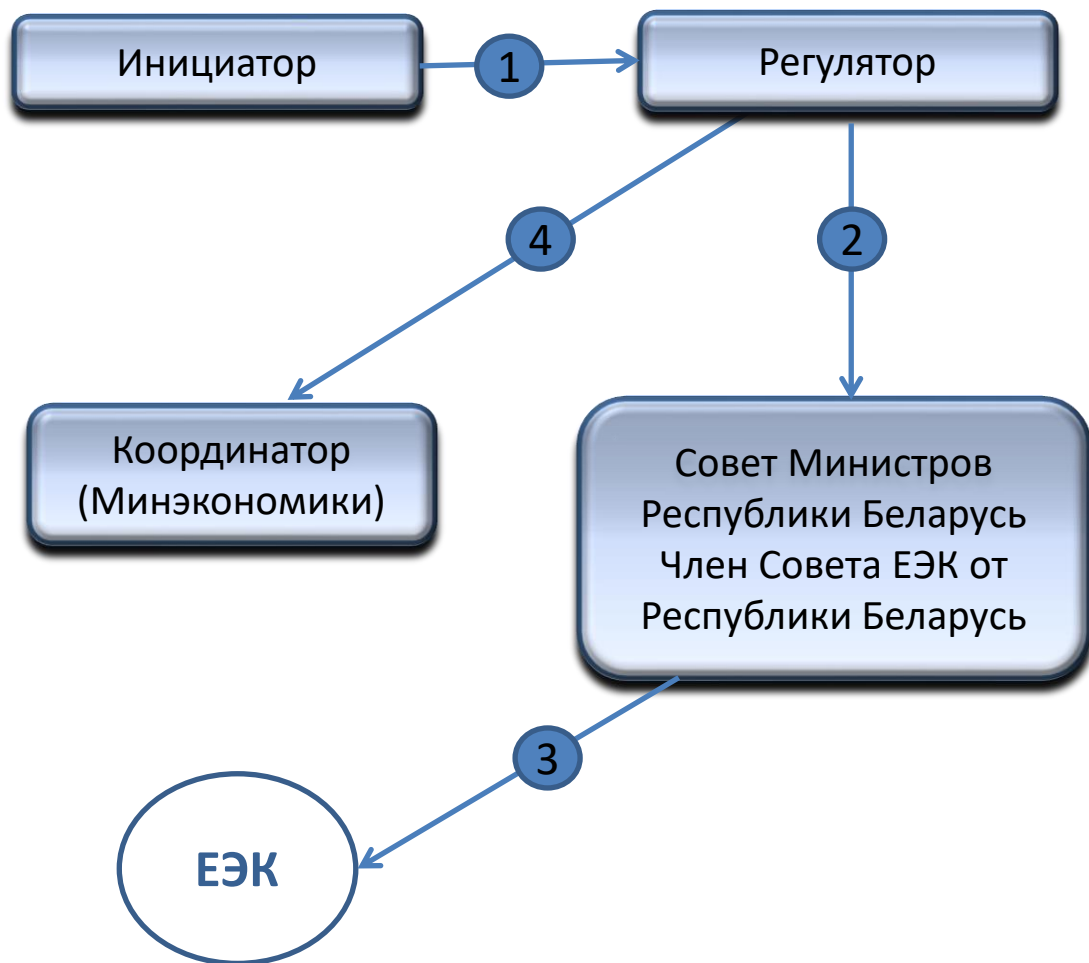 Инициатор
1
Регулятор
4
2
Координатор
(Минэкономики)
Совет Министров
Республики Беларусь
Член Совета ЕЭК от
Республики Беларусь
3
ЕЭК